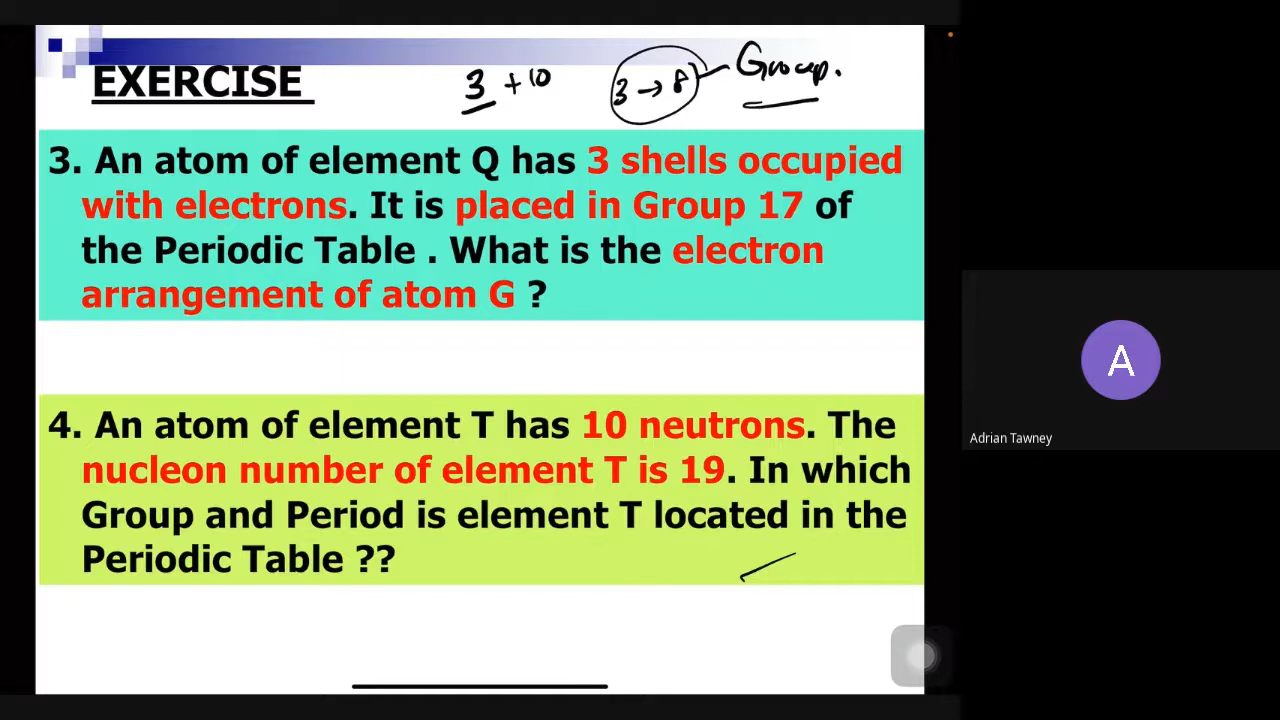 EXERCISE
3 + 10
3 → 8
Group.
3. An atom of element Q has 3 shells occupied
with electrons. It is placed in Group 17 of
the Periodic Table . What is the electron
arrangement of atom G ?
4. An atom of element T has 10 neutrons. The
nucleon number of element T is 19. In which
Group and Period is element T located in the
Periodic Table ??
A
Adrian Tawney